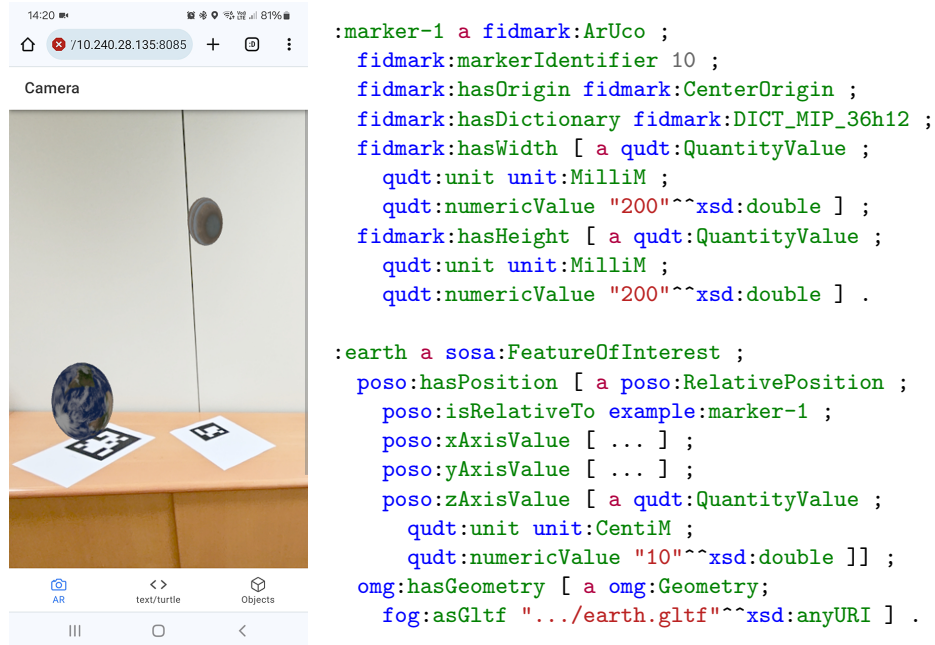 14:20
81%
/10.240.28.135:8085
:D
Camera
AR
text/turtle
Objects
:marker-1 a fidmark:ArUco ;
fidmark:markerIdentifier 10 ;
fidmark:hasOrigin fidmark:CenterOrigin ;
fidmark:hasDictionary fidmark:DICT_MIP_36h12 ;
fidmark:hasWidth [ a qudt:QuantityValue ;
qudt:unit unit:MilliM ;
qudt:numericValue "200"^^xsd:double ] ;
fidmark:hasHeight [ a qudt:QuantityValue ;
qudt:unit unit:MilliM ;
qudt:numericValue "200"^^xsd:double ] .
:earth a sosa:FeatureOfInterest ;
poso:hasPosition [ a poso:RelativePosition ;
poso:isRelativeTo example:marker-1 ;
poso:xAxisValue [ ... ] ;
poso:yAxisValue [ ... ] ;
poso:zAxisValue [ a qudt:QuantityValue ;
qudt:unit unit:CentiM ;
qudt:numericValue "10"^^xsd:double ]] ;
omg:hasGeometry [ a omg:Geometry;
fog:asGltf ".../earth.gltf"^^xsd:anyURI ] .